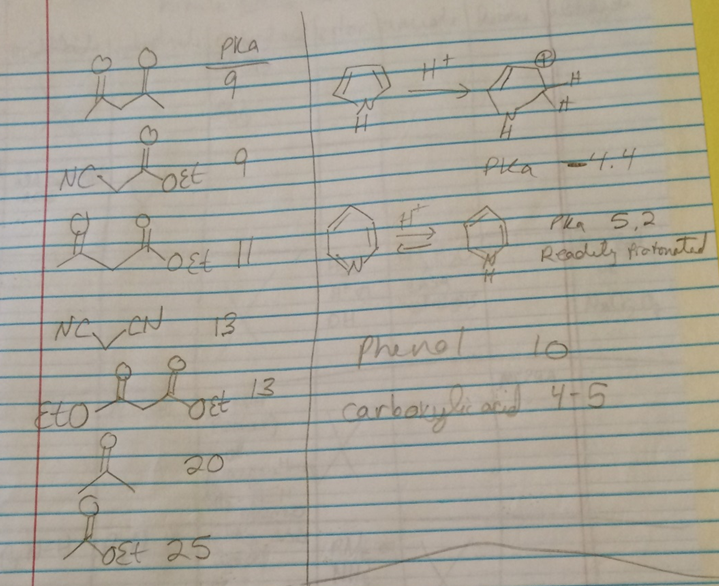 PKa
O O 9
NC O OEt 9
O O OEt 11
NC CN 13
EtO O O OEt 13
O 20
O OEt 25
N H H+ ⊕ H H N H
PKa -4.4
N H+ N H PKa 5.2
Readily Protonated
Phenol 10
carboxylic acid 4-5